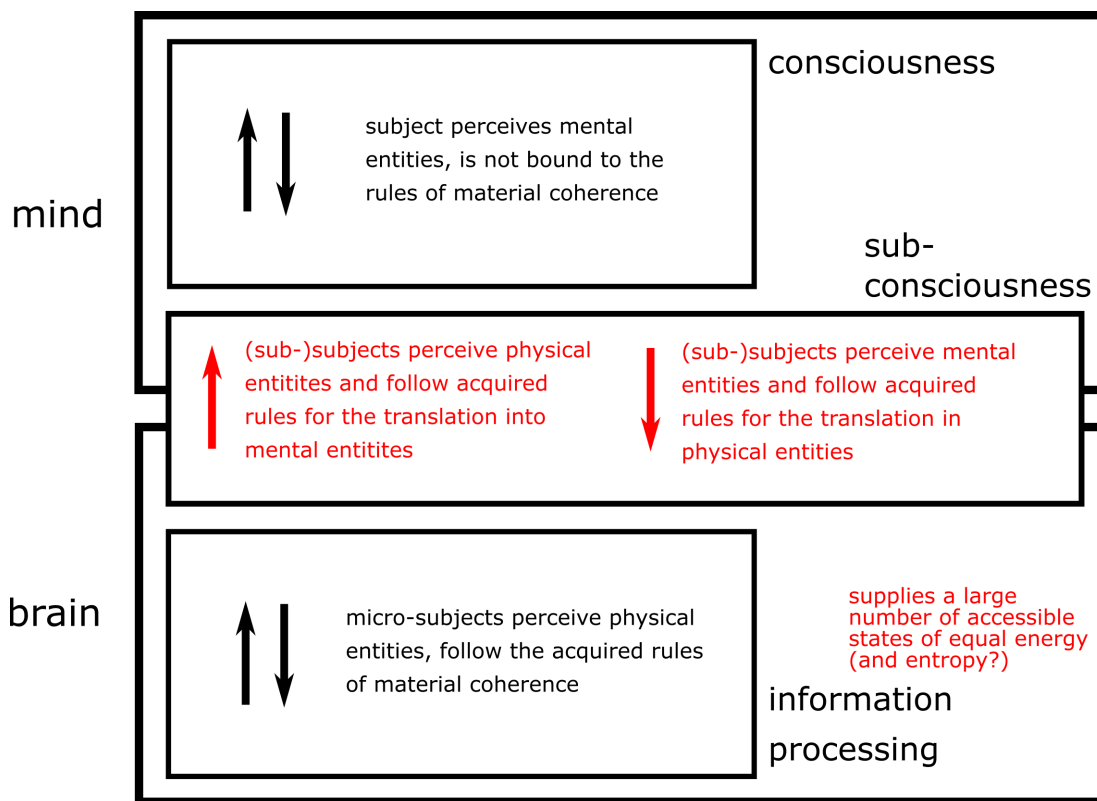 consciousness
subject perceives mental
entities, is not bound to the
rules of material coherence
mind
sub-
consciousness
(sub-)subjects perceive physical
entitites and follow acquired
rules for the translation into
mental entitites
(sub-)subjects perceive mental
entities and follow acquired
rules for the translation in
physical entities
brain
micro-subjects perceive physical
entities, follow the acquired rules
of material coherence
supplies a large
number of accessible
states of equal energy
(and entropy?)
information
processing